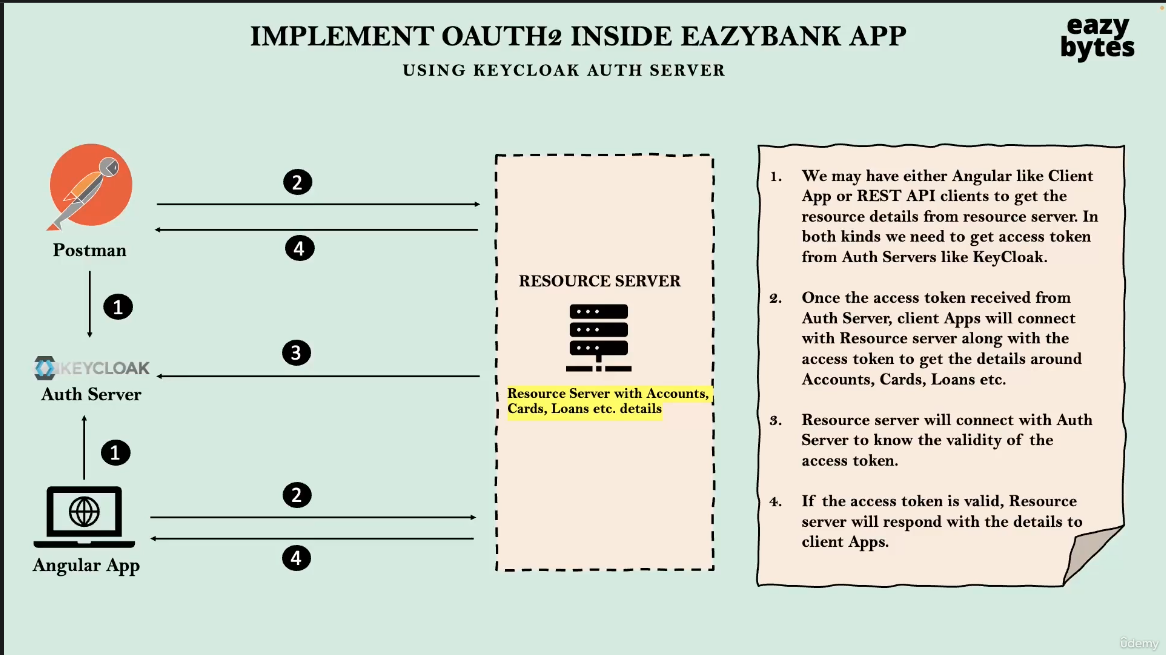 IMPLEMENT OAUTH2 INSIDE EAZYBANK APP
USING KEYCLOAK AUTH SERVER
eazy
bytes
Postman
2
4
1
KEYCLOAK
Auth Server
3
1
2
4
Angular App
RESOURCE SERVER
Resource Server with Accounts,
Cards, Loans etc. details
1. We may have either Angular like Client
App or REST API clients to get the
resource details from resource server. In
both kinds we need to get access token
from Auth Servers like KeyCloak.
2. Once the access token received from
Auth Server, client Apps will connect
with Resource server along with the
access token to get the details around
Accounts, Cards, Loans etc.
3. Resource server will connect with Auth
Server to know the validity of the
access token.
4. If the access token is valid, Resource
server will respond with the details to
client Apps.
ûdemy